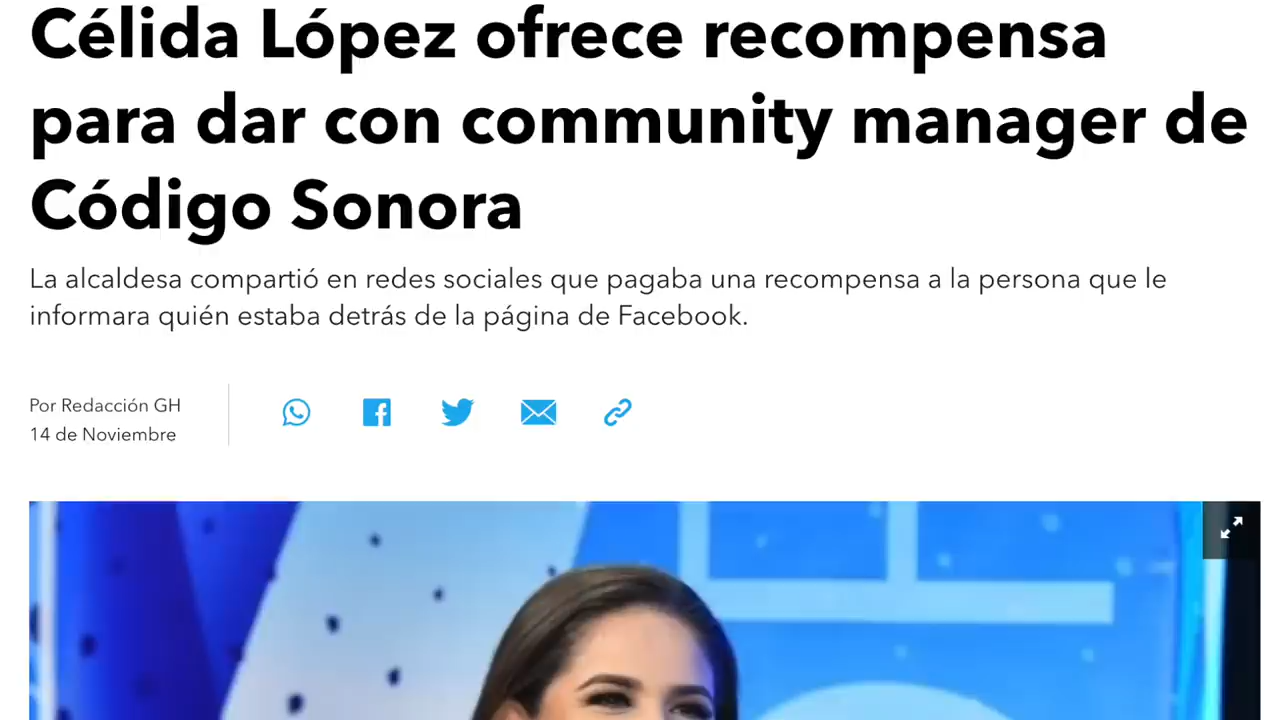 Célida López ofrece recompensa
para dar con community manager de
Código Sonora
La alcaldesa compartió en redes sociales que pagaba una recompensa a la persona que le
informara quién estaba detrás de la página de Facebook.
Por Redacción GH
14 de Noviembre